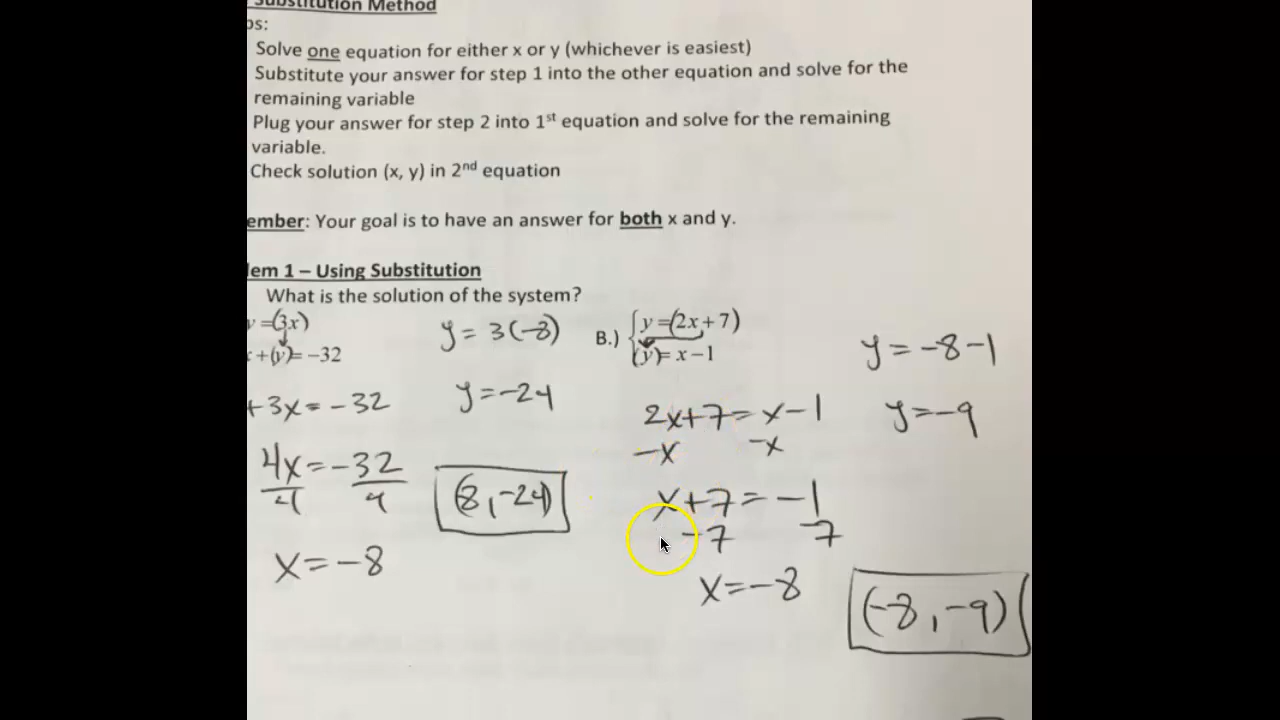 Substitution Method
os:
Solve one equation for either x or y (whichever is easiest)
Substitute your answer for step 1 into the other equation and solve for the
remaining variable
Plug your answer for step 2 into 1st equation and solve for the remaining
variable.
Check solution (x, y) in 2nd equation
ember: Your goal is to have an answer for both x and y.
lem 1 – Using Substitution
What is the solution of the system?
y =(3x)
+(y)= -32
+3x = -32
4x = -32
4 4
x = -8
y = 3(-8)
y = -24
(8, -24)
B.) y =(2x+7)
(y)= x-1
2x+7 = x-1
-x -x
x+7 = -1
-7 -7
x = -8
y = -8-1
y = -9
(-8, -9)